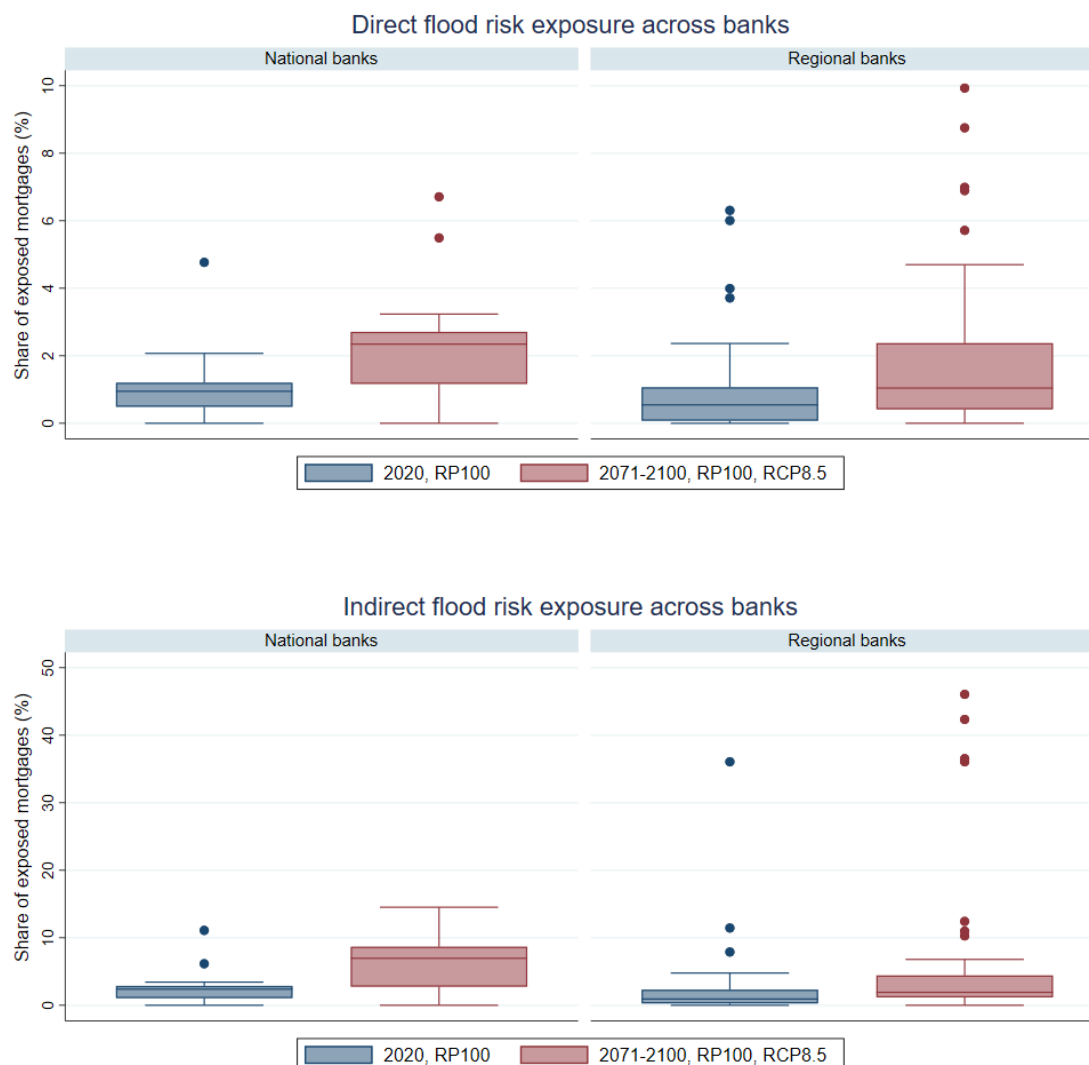 Direct flood risk exposure across banks
National banks
Regional banks
Share of exposed mortgages (%)
10
8
6
4
2
0
2020, RP100
2071-2100, RP100, RCP8.5
Indirect flood risk exposure across banks
National banks
Regional banks
Share of exposed mortgages (%)
50
40
30
20
10
0
2020, RP100
2071-2100, RP100, RCP8.5